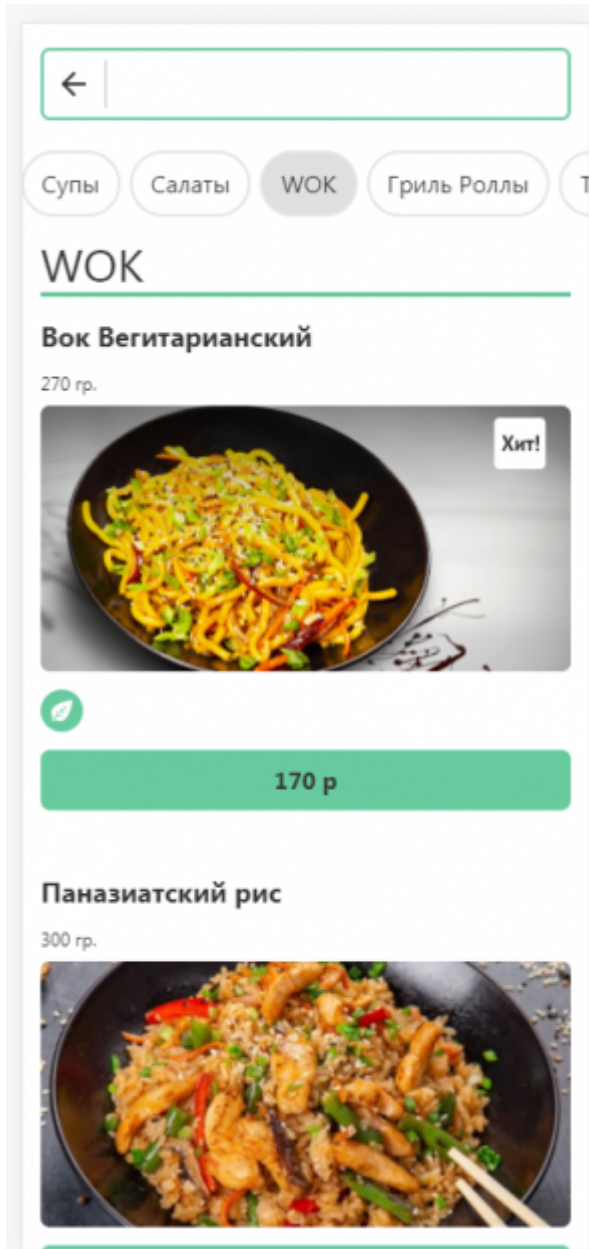 Супы Салаты WOK Гриль Роллы
WOK
Вок Вегитарианский
270 гр.
Хит!
170 р
Паназиатский рис
300 гр.